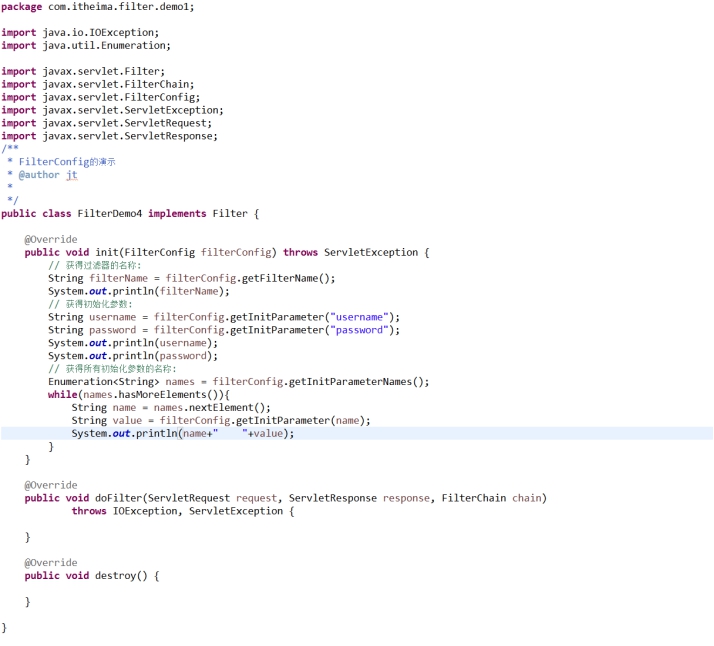 package com.itheima.filter.demo1;

import java.io.IOException;
import java.util.Enumeration;

import javax.servlet.Filter;
import javax.servlet.FilterChain;
import javax.servlet.FilterConfig;
import javax.servlet.ServletException;
import javax.servlet.ServletRequest;
import javax.servlet.ServletResponse;
/**
 * FilterConfig的演示
 * @author jt
 *
 */
public class FilterDemo4 implements Filter {

    @Override
    public void init(FilterConfig filterConfig) throws ServletException {
        // 获得过滤器的名称:
        String filterName = filterConfig.getFilterName();
        System.out.println(filterName);
        // 获得初始化参数:
        String username = filterConfig.getInitParameter("username");
        String password = filterConfig.getInitParameter("password");
        System.out.println(username);
        System.out.println(password);
        // 获得所有初始化参数的名称:
        Enumeration<String> names = filterConfig.getInitParameterNames();
        while(names.hasMoreElements()){
            String name = names.nextElement();
            String value = filterConfig.getInitParameter(name);
            System.out.println(name+"    "+value);
        }
    }

    @Override
    public void doFilter(ServletRequest request, ServletResponse response, FilterChain chain)
            throws IOException, ServletException {

    }

    @Override
    public void destroy() {

    }

}